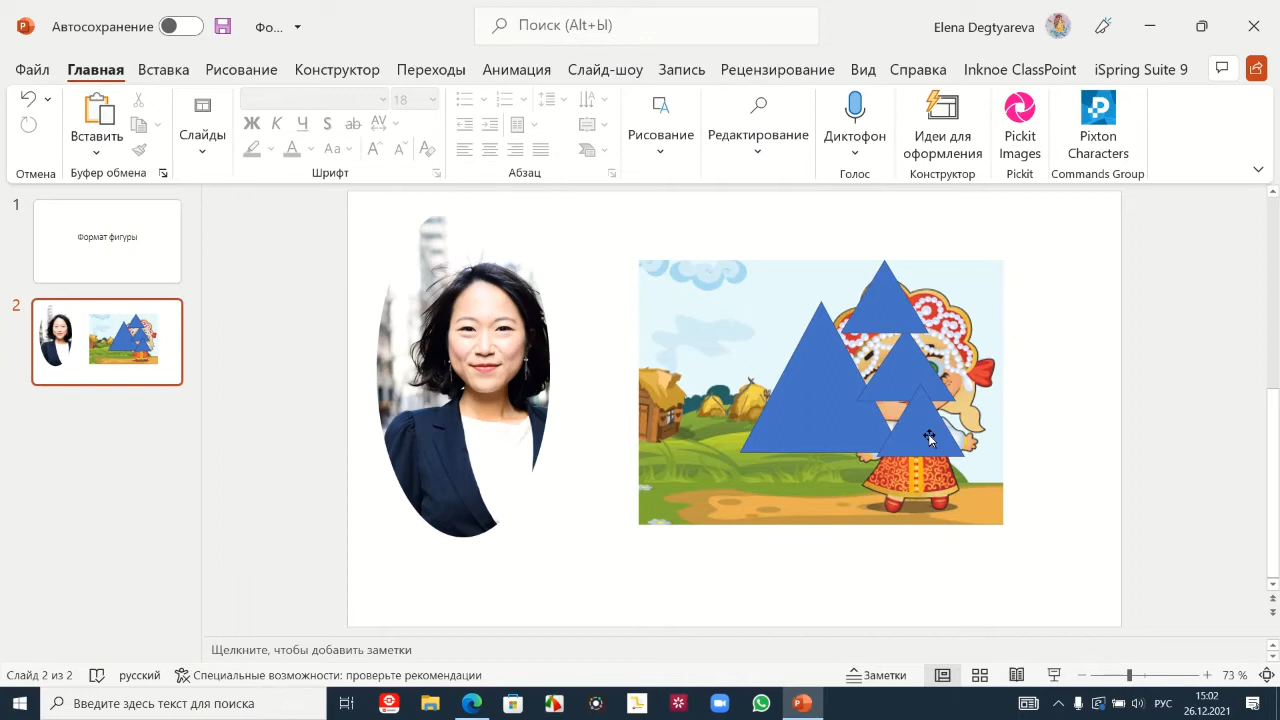 Автосохранение
Фо...
Поиск (Alt+Ы)
Elena Degtyareva
Файл Главная Вставка Рисование Конструктор Переходы Анимация Слайд-шоу Запись Рецензирование Вид Справка Inknoe ClassPoint iSpring Suite 9
18
Вставить
Слайды
Ж К Ч S ab AV
A Aa A A A
Рисование
Редактирование
Диктофон
Идеи для
оформления
Pickit
Images
Pixton
Characters
Отмена Буфер обмена Шрифт Абзац Голос Конструктор Pickit Commands Group
1
Формат фигуры
2
Щелкните, чтобы добавить заметки
Слайд 2 из 2 русский Специальные возможности: проверьте рекомендации Заметки 73 %
Введите здесь текст для поиска
РУС
15:02
26.12.2021